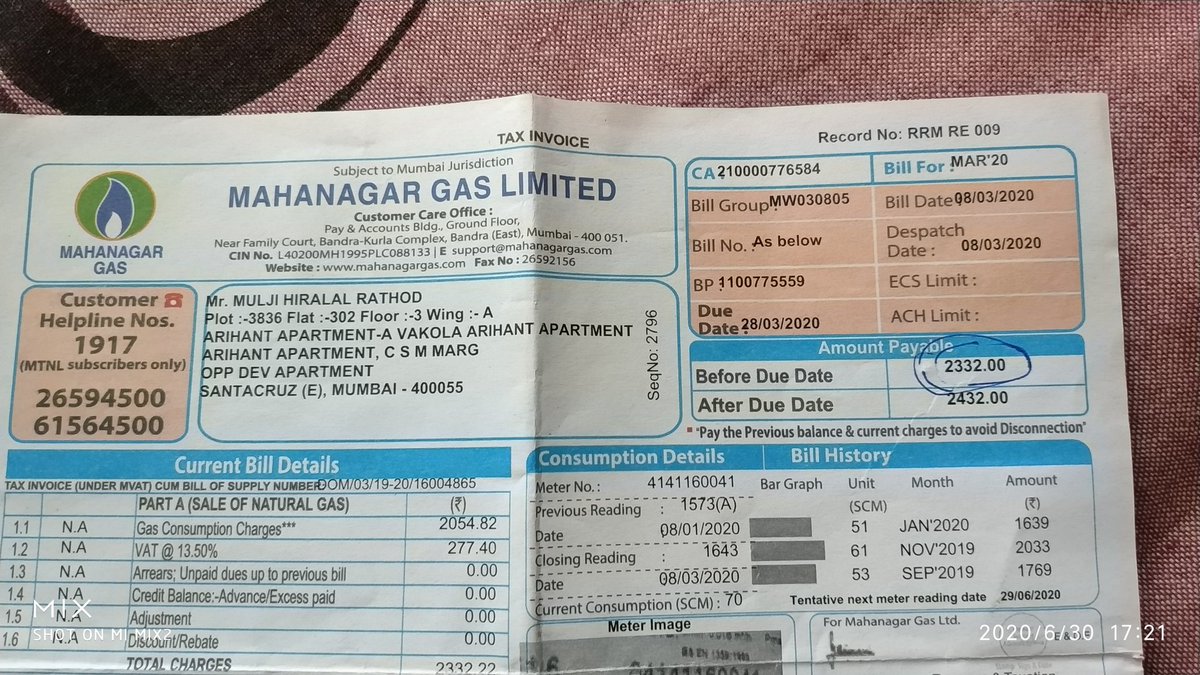 TAX INVOICE
Record No: RRM RE 009
Subject to Mumbai Jurisdiction
MAHANAGAR GAS LIMITED
Customer Care Office :
Pay & Accounts Bldg., Ground Floor,
Near Family Court, Bandra-Kurla Complex, Bandra (East), Mumbai - 400 051.
CIN No. L40200MH1995PLC088133 | E support@mahanagargas.com
Website : www.mahanagargas.com Fax No : 26592156
MAHANAGAR
GAS
CA 210000776584 Bill For : MAR'20
Bill Group : MW030805 Bill Date 08/03/2020
Bill No. : As below Despatch Date : 08/03/2020
BP : 1100775559 ECS Limit :
Due Date : 28/03/2020 ACH Limit :
Customer
Helpline Nos.
1917
(MTNL subscribers only)
26594500
61564500
Mr. MULJI HIRALAL RATHOD
Plot :-3836 Flat :-302 Floor :-3 Wing :- A
ARIHANT APARTMENT-A VAKOLA ARIHANT APARTMENT
ARIHANT APARTMENT, C S M MARG
OPP DEV APARTMENT
SANTACRUZ (E), MUMBAI - 400055
SeqNo: 2796
Amount Payable
Before Due Date 2332.00
After Due Date 2432.00
"Pay the Previous balance & current charges to avoid Disconnection"
Current Bill Details
TAX INVOICE (UNDER MVAT) CUM BILL OF SUPPLY NUMBER DOM/03/19-20/16004865
PART A (SALE OF NATURAL GAS) (₹)
1.1 N.A Gas Consumption Charges*** 2054.82
1.2 N.A VAT @ 13.50% 277.40
1.3 N.A Arrears; Unpaid dues up to previous bill 0.00
1.4 N.A Credit Balance:-Advance/Excess paid 0.00
1.5 N.A Adjustment 0.00
1.6 N.A Discount/Rebate 0.00
TOTAL CHARGES 2332.22
Consumption Details
Meter No.: 4141160041
Previous Reading : 1573(A)
Date 08/01/2020
Closing Reading : 1643
Date 08/03/2020
Current Consumption (SCM) : 70
Bill History
Bar Graph Unit (SCM) Month Amount (₹)
51 JAN'2020 1639
61 NOV'2019 2033
53 SEP'2019 1769
Tentative next meter reading date 29/06/2020
Meter Image
For Mahanagar Gas Ltd.
MIX
SHOT ON MI MIX2
2020/6/30 17:21